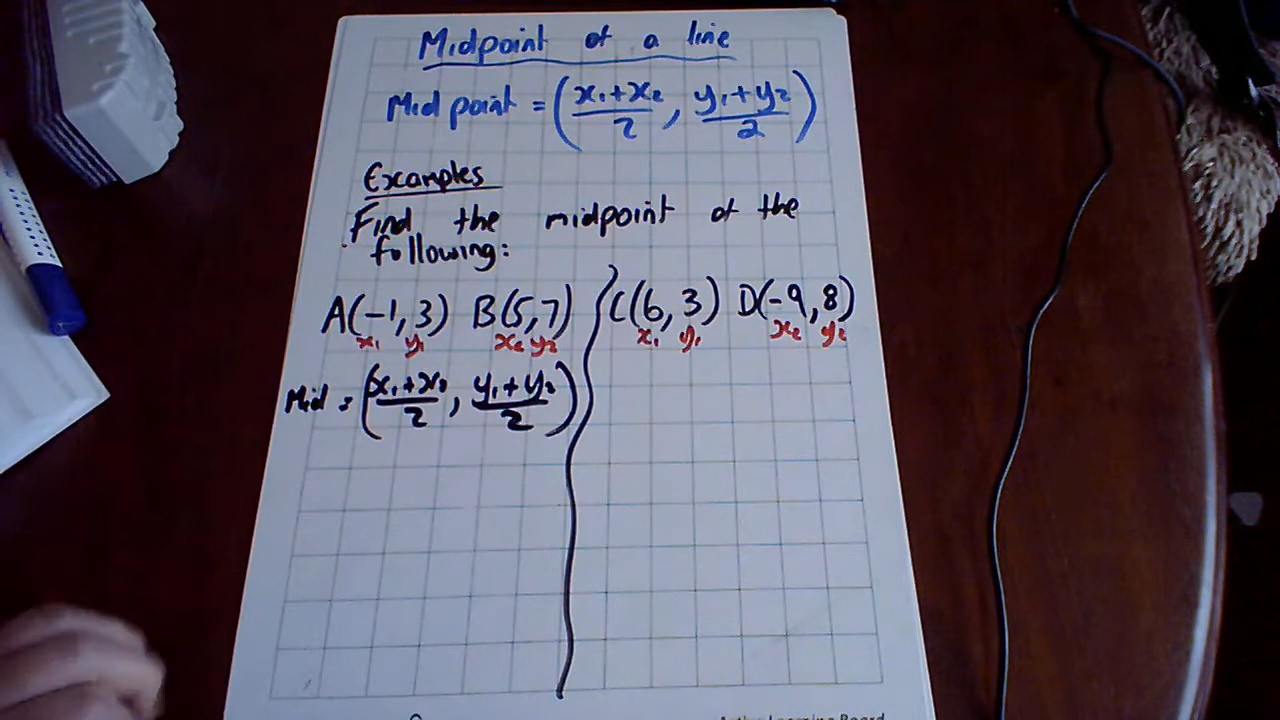 Midpoint of a line
Midpoint = (x₁+x₂/2, y₁+y₂/2)
Examples
Find the midpoint of the
following:
A(-1,3) B(5,7)
x₁ y₁ x₂ y₂
Mid = (x₁+x₂/2, y₁+y₂/2)
C(6,3) D(-9,8)
x₁ y₁ x₂ y₂